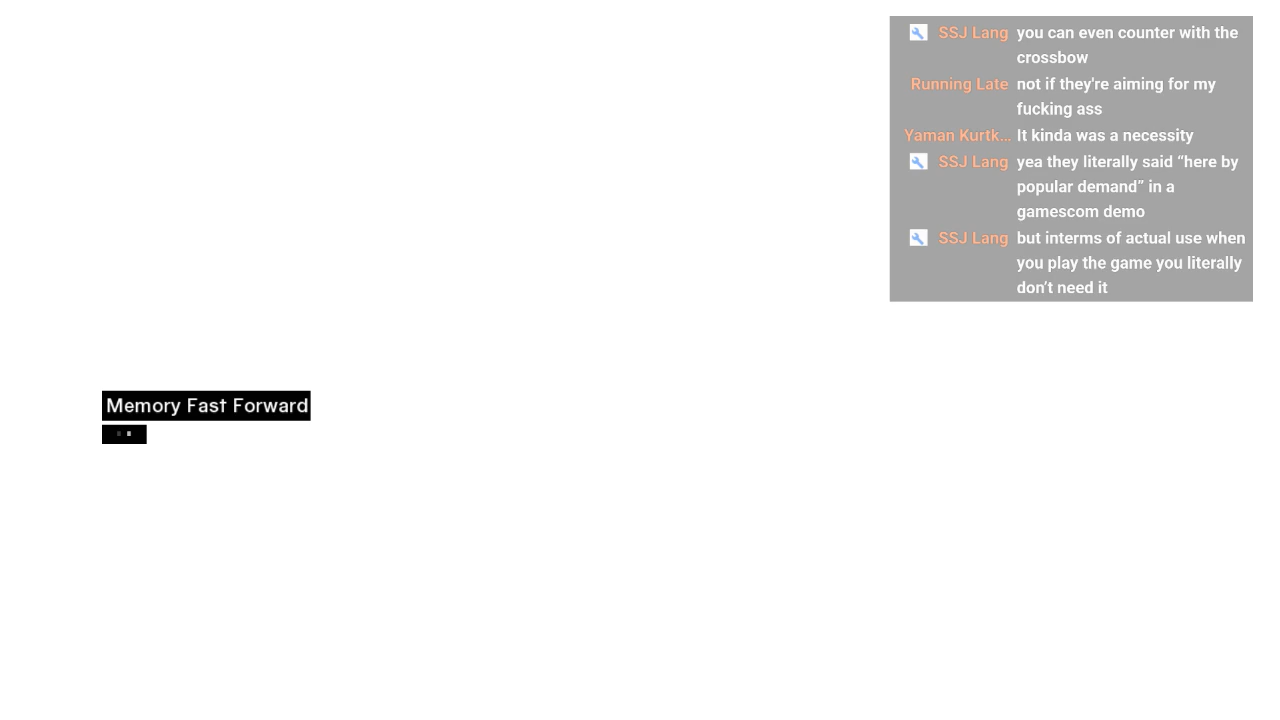 SSJ Lang you can even counter with the
crossbow
Running Late not if they're aiming for my
fucking ass
Yaman Kurtk... It kinda was a necessity
SSJ Lang yea they literally said “here by
popular demand” in a
gamescom demo
SSJ Lang but interms of actual use when
you play the game you literally
don’t need it
Memory Fast Forward